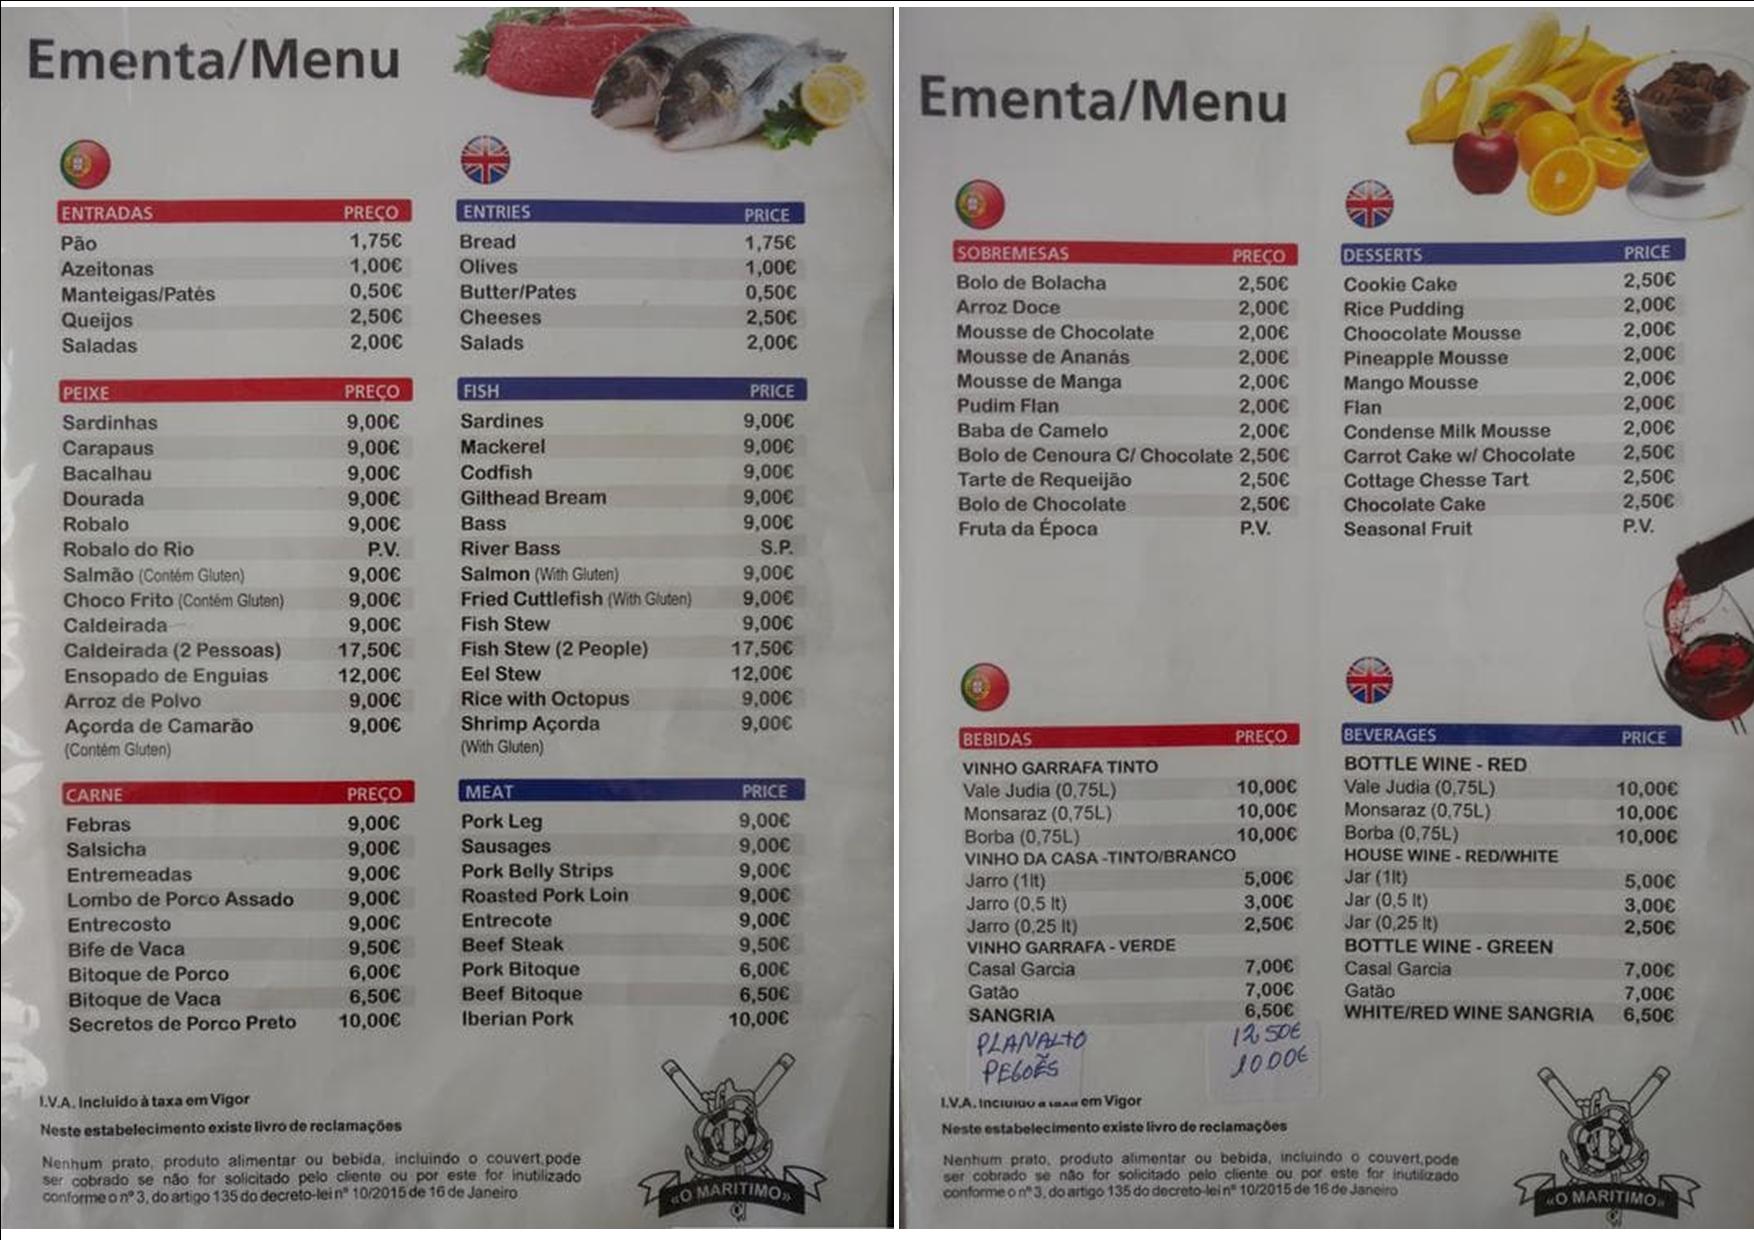 Ementa/Menu
ENTRADAS PREÇO
Pão 1,75€
Azeitonas 1,00€
Manteigas/Patês 0,50€
Queijos 2,50€
Saladas 2,00€
PEIXE PREÇO
Sardinhas 9,00€
Carapaus 9,00€
Bacalhau 9,00€
Dourada 9,00€
Robalo 9,00€
Robalo do Rio P.V.
Salmão (Contém Gluten) 9,00€
Choco Frito (Contém Gluten) 9,00€
Caldeirada 9,00€
Caldeirada (2 Pessoas) 17,50€
Ensopado de Enguias 12,00€
Arroz de Polvo 9,00€
Açorda de Camarão 9,00€
(Contém Gluten)
CARNE PREÇO
Febras 9,00€
Salsicha 9,00€
Entremeadas 9,00€
Lombo de Porco Assado 9,00€
Entrecosto 9,00€
Bife de Vaca 9,50€
Bitoque de Porco 6,00€
Bitoque de Vaca 6,50€
Secretos de Porco Preto 10,00€
ENTRIES PRICE
Bread 1,75€
Olives 1,00€
Butter/Pates 0,50€
Cheeses 2,50€
Salads 2,00€
FISH PRICE
Sardines 9,00€
Mackerel 9,00€
Codfish 9,00€
Gilthead Bream 9,00€
Bass 9,00€
River Bass S.P.
Salmon (With Gluten) 9,00€
Fried Cuttlefish (With Gluten) 9,00€
Fish Stew 9,00€
Fish Stew (2 People) 17,50€
Eel Stew 12,00€
Rice with Octopus 9,00€
Shrimp Açorda 9,00€
(With Gluten)
MEAT PRICE
Pork Leg 9,00€
Sausages 9,00€
Pork Belly Strips 9,00€
Roasted Pork Loin 9,00€
Entrecote 9,00€
Beef Steak 9,50€
Pork Bitoque 6,00€
Beef Bitoque 6,50€
Iberian Pork 10,00€
I.V.A. Incluido à taxa em Vigor
Neste estabelecimento existe livro de reclamações
Nenhum prato, produto alimentar ou bebida, incluindo o couvert,pode
ser cobrado se não for solicitado pelo cliente ou por este for inutilizado
conforme o nº 3, do artigo 135 do decreto-lei nº 10/2015 de 16 de Janeiro
«O MARITIMO»
Ementa/Menu
SOBREMESAS PREÇO
Bolo de Bolacha 2,50€
Arroz Doce 2,00€
Mousse de Chocolate 2,00€
Mousse de Ananás 2,00€
Mousse de Manga 2,00€
Pudim Flan 2,00€
Baba de Camelo 2,00€
Bolo de Cenoura C/ Chocolate 2,50€
Tarte de Requeijão 2,50€
Bolo de Chocolate 2,50€
Fruta da Época P.V.
DESSERTS PRICE
Cookie Cake 2,50€
Rice Pudding 2,00€
Choocolate Mousse 2,00€
Pineapple Mousse 2,00€
Mango Mousse 2,00€
Flan 2,00€
Condense Milk Mousse 2,00€
Carrot Cake w/ Chocolate 2,50€
Cottage Chesse Tart 2,50€
Chocolate Cake 2,50€
Seasonal Fruit P.V.
BEBIDAS PREÇO
VINHO GARRAFA TINTO
Vale Judia (0,75L) 10,00€
Monsaraz (0,75L) 10,00€
Borba (0,75L) 10,00€
VINHO DA CASA -TINTO/BRANCO
Jarro (1lt) 5,00€
Jarro (0,5 lt) 3,00€
Jarro (0,25 lt) 2,50€
VINHO GARRAFA - VERDE
Casal Garcia 7,00€
Gatão 7,00€
SANGRIA 6,50€
PLANALTO 12 50€
PEGOÕES 10 00€
BEVERAGES PRICE
BOTTLE WINE - RED
Vale Judia (0,75L) 10,00€
Monsaraz (0,75L) 10,00€
Borba (0,75L) 10,00€
HOUSE WINE - RED/WHITE
Jar (1lt) 5,00€
Jar (0,5 lt) 3,00€
Jar (0,25 lt) 2,50€
BOTTLE WINE - GREEN
Casal Garcia 7,00€
Gatão 7,00€
WHITE/RED WINE SANGRIA 6,50€
I.V.A. Incluido a taxa em Vigor
Neste estabelecimento existe livro de reclamações
Nenhum prato, produto alimentar ou bebida, incluindo o couvert,pode
ser cobrado se não for solicitado pelo cliente ou por este for inutilizado
conforme o nº 3, do artigo 135 do decreto-lei nº 10/2015 de 16 de Janeiro
«O MARITIMO»